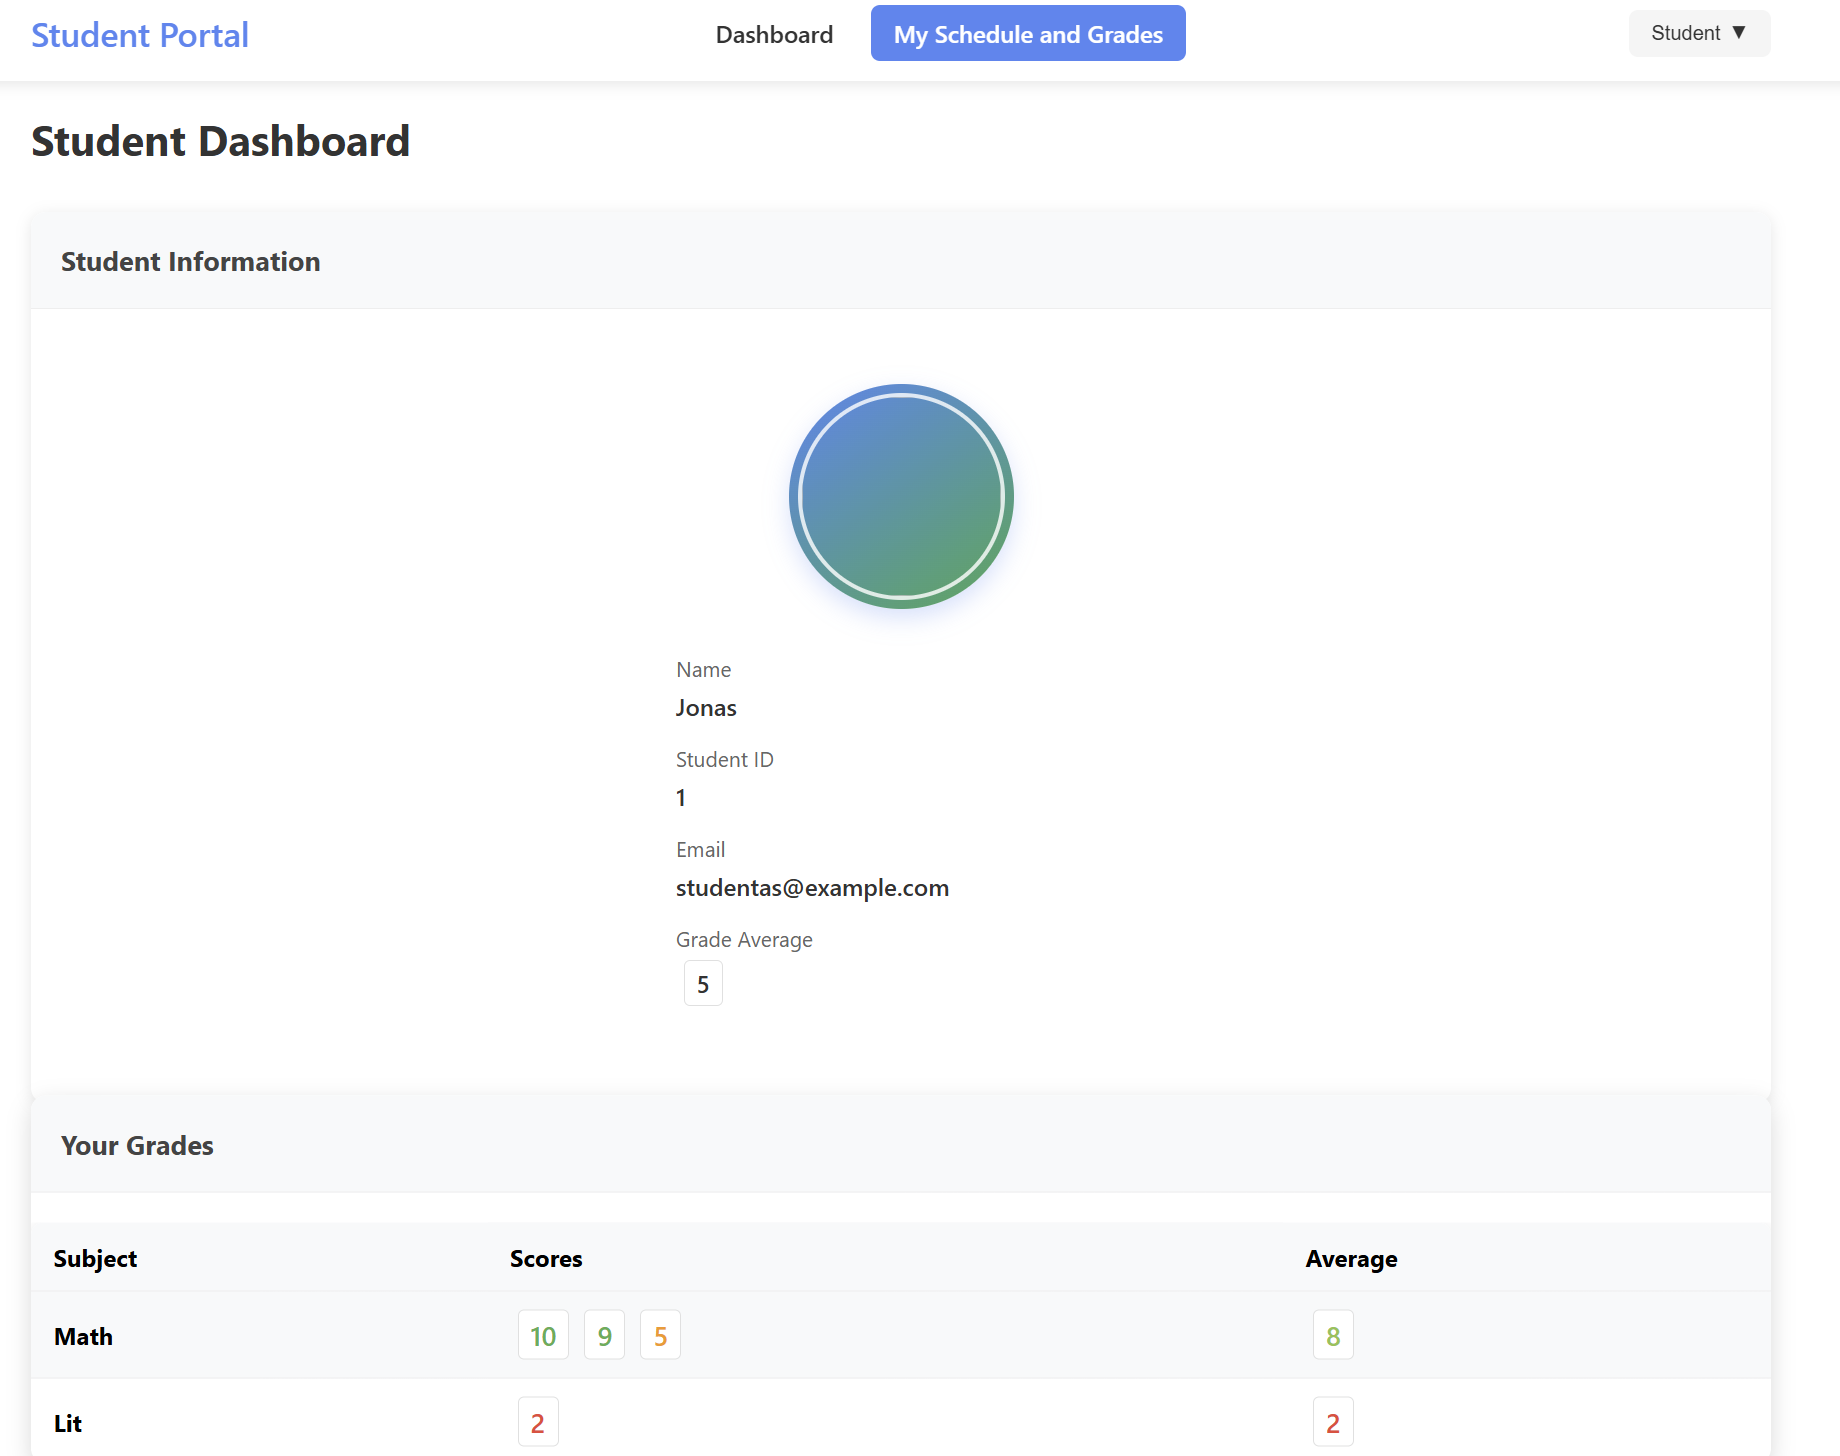 Student Portal
Dashboard
My Schedule and Grades
Student ▼
Student Dashboard
Student Information
Name
Jonas
Student ID
1
Email
studentas@example.com
Grade Average
5
Your Grades
Subject Scores Average
Math 10 9 5 8
Lit 2 2